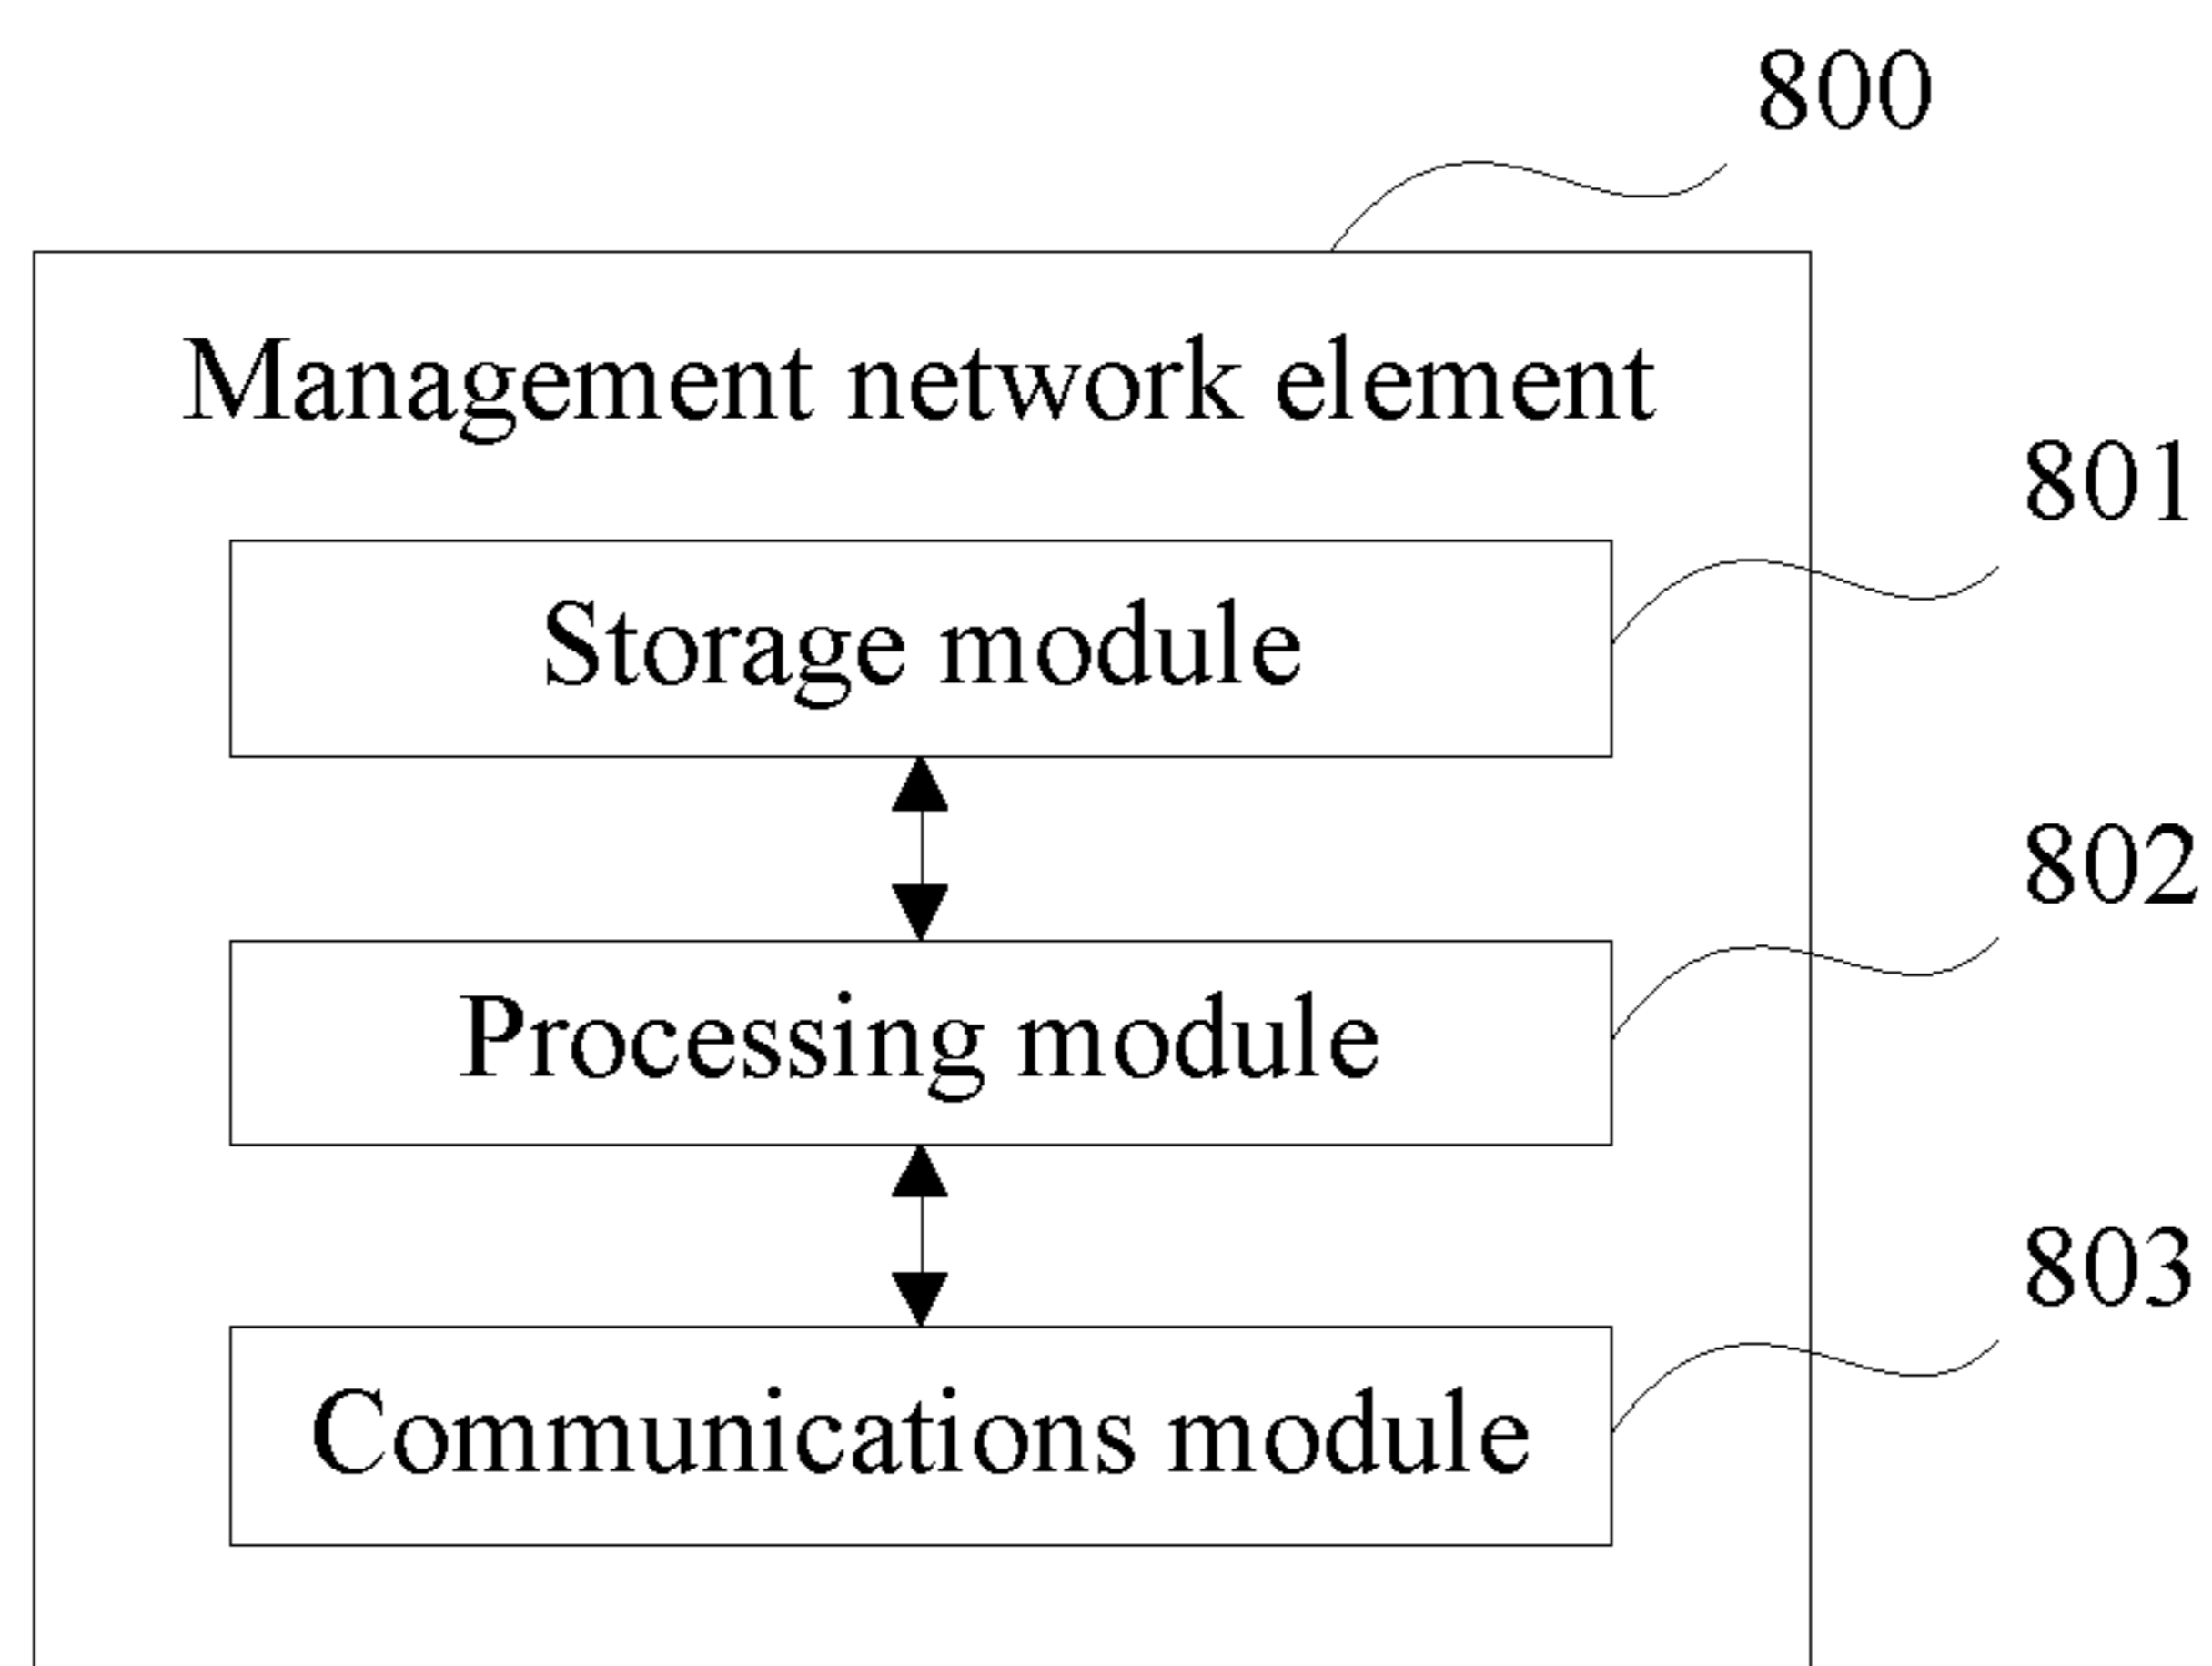 800
Management network element
801
Storage module
802
Processing module
803
Communications module